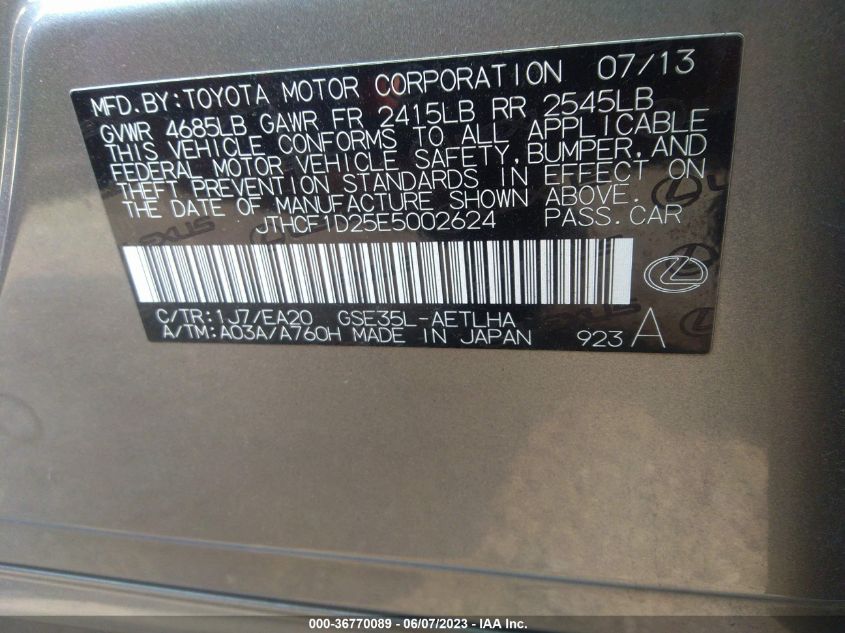 MFD.BY:TOYOTA MOTOR CORPORATION 07/13
GVWR 4685LB GAWR FR 2415LB RR 2545LB
THIS VEHICLE CONFORMS TO ALL APPLICABLE
FEDERAL MOTOR VEHICLE SAFETY,BUMPER,AND
THEFT PREVENTION STANDARDS IN EFFECT ON
THE DATE OF MANUFACTURE SHOWN ABOVE.
JTHCF1D25E5002624 PASS.CAR
C/TR:1J7/EA20 GSE35L-AETLHA
A/TM:A03A/A760H MADE IN JAPAN 923 A
000-36770089 - 06/07/2023 - IAA Inc.